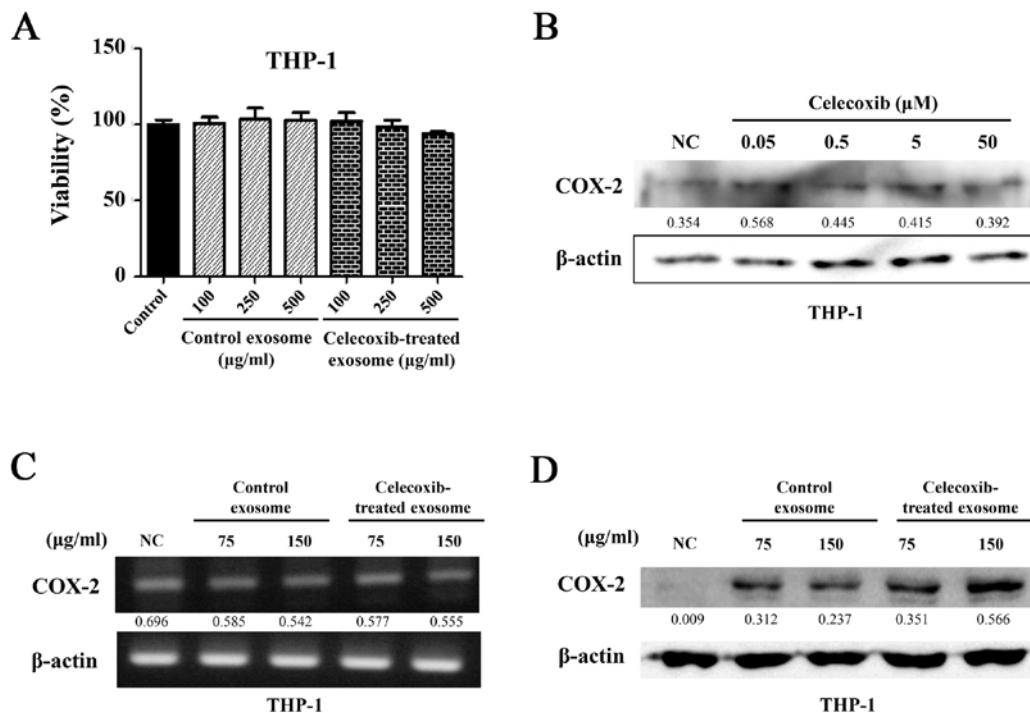 A
THP-1
Viability (%)
150
100
50
0
Control
100
250
500
100
250
500
Control exosome
(µg/ml)
Celecoxib-treated
exosome (µg/ml)
B
Celecoxib (µM)
NC 0.05 0.5 5 50
COX-2
0.354 0.568 0.445 0.415 0.392
β-actin
THP-1
C
Control
exosome
Celecoxib-
treated exosome
(µg/ml) NC 75 150 75 150
COX-2
0.696 0.585 0.542 0.577 0.555
β-actin
THP-1
D
Control
exosome
Celecoxib-
treated exosome
(µg/ml) NC 75 150 75 150
COX-2
0.009 0.312 0.237 0.351 0.566
β-actin
THP-1